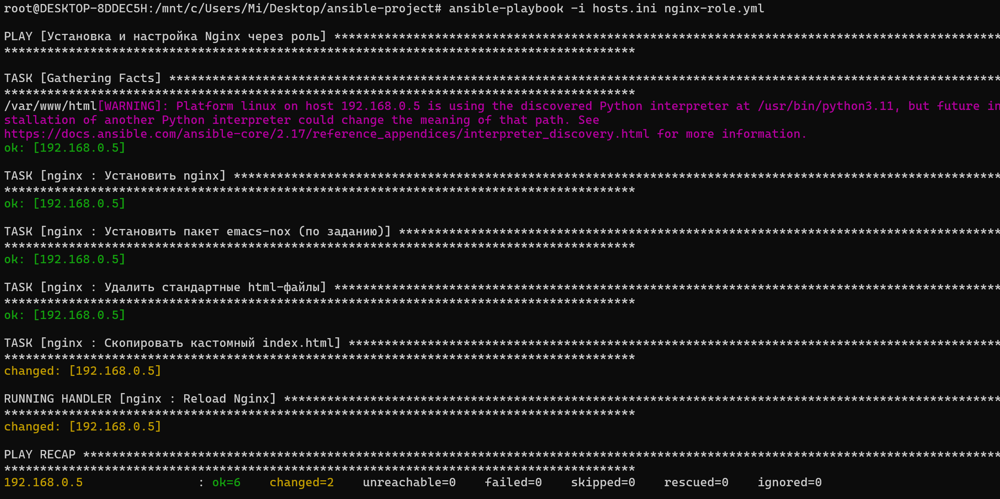 root@DESKTOP-8DDEC5H:/mnt/c/Users/Mi/Desktop/ansible-project# ansible-playbook -i hosts.ini nginx-role.yml
PLAY [Установка и настройка Nginx через роль] *********************************************************************************************
****************************************************************************************
TASK [Gathering Facts] ********************************************************************************************************************
****************************************************************************************
/var/www/html[WARNING]: Platform linux on host 192.168.0.5 is using the discovered Python interpreter at /usr/bin/python3.11, but future in
stallation of another Python interpreter could change the meaning of that path. See
https://docs.ansible.com/ansible-core/2.17/reference_appendices/interpreter_discovery.html for more information.
ok: [192.168.0.5]
TASK [nginx : Установить nginx] ***********************************************************************************************************
****************************************************************************************
ok: [192.168.0.5]
TASK [nginx : Установить пакет emacs-nox (по заданию)] ************************************************************************************
****************************************************************************************
ok: [192.168.0.5]
TASK [nginx : Удалить стандартные html-файлы] *********************************************************************************************
****************************************************************************************
ok: [192.168.0.5]
TASK [nginx : Скопировать кастомный index.html] *******************************************************************************************
****************************************************************************************
changed: [192.168.0.5]
RUNNING HANDLER [nginx : Reload Nginx] ****************************************************************************************************
****************************************************************************************
changed: [192.168.0.5]
PLAY RECAP ********************************************************************************************************************************
****************************************************************************************
192.168.0.5                : ok=6    changed=2    unreachable=0    failed=0    skipped=0    rescued=0    ignored=0